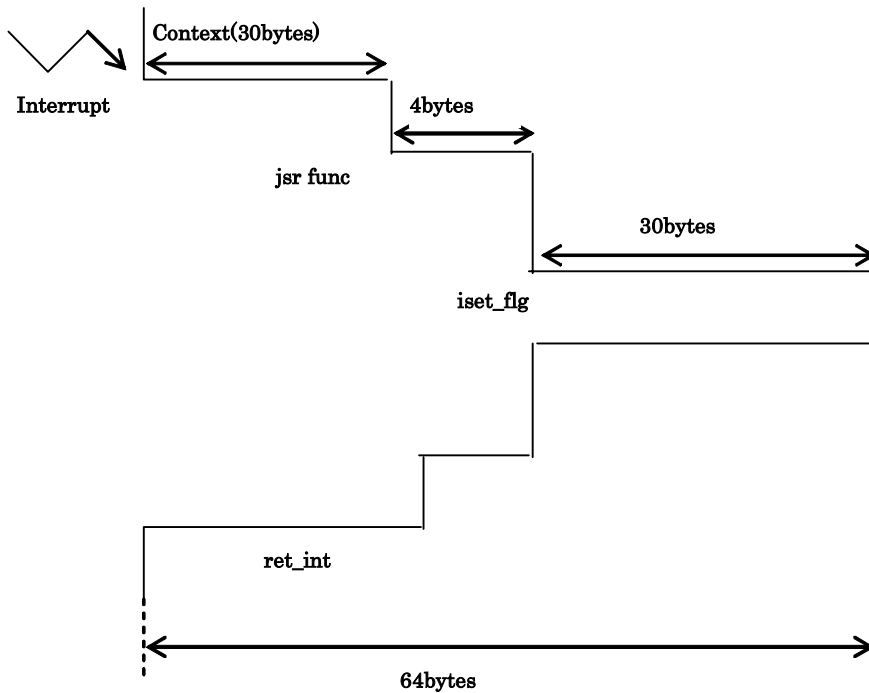 Context(30bytes)
Interrupt
4bytes
jsr func
30bytes
iset_flg
ret_int
64bytes